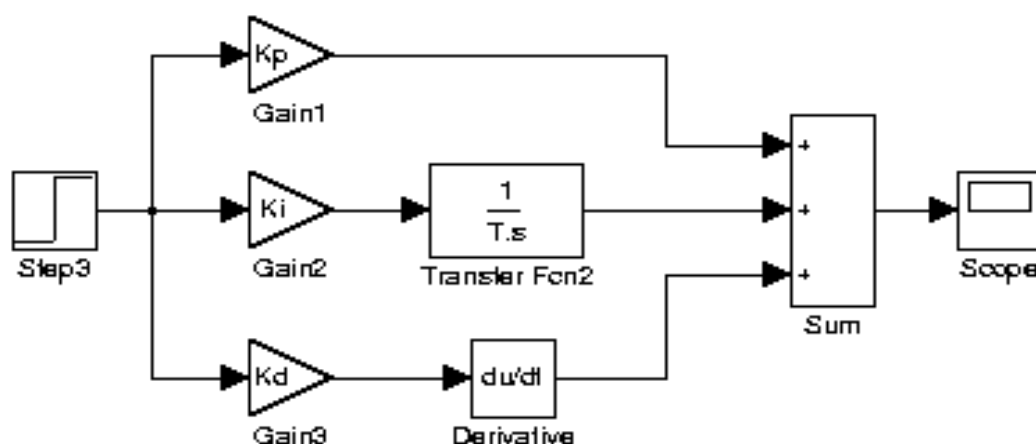 Kp
Gain1
Step3
Ki
Gain2
1
T.s
Transfer Fcn2
+
+
+
Sum
Scope
Kd
Gain3
du/dt
Derivative